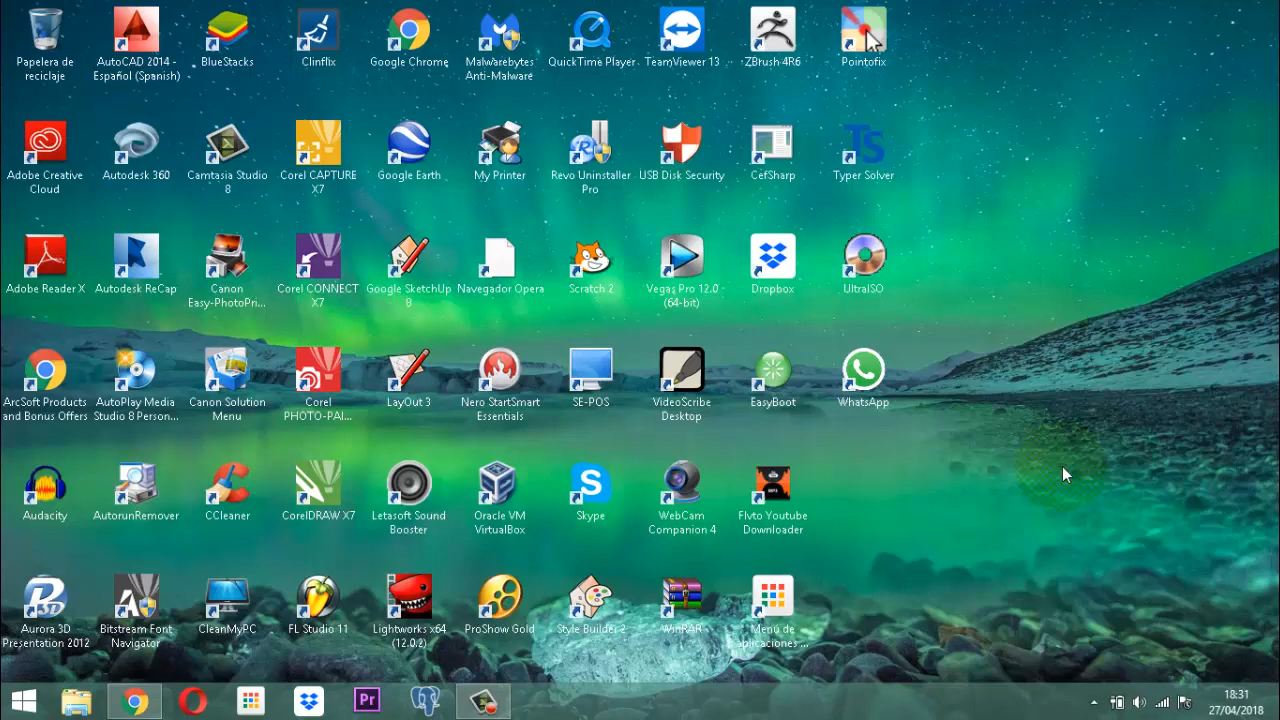 Papelera de
reciclaje
AutoCAD 2014 -
Español (Spanish)
BlueStacks
Clinflix
Google Chrome
Malwarebytes
Anti-Malware
QuickTime Player
TeamViewer 13
ZBrush 4R6
Pointofix
Adobe Creative
Cloud
Autodesk 360
Camtasia Studio
8
Corel CAPTURE
X7
Google Earth
My Printer
Revo Uninstaller
Pro
USB Disk Security
CefSharp
TS
Typer Solver
Adobe Reader X
Autodesk ReCap
Canon
Easy-PhotoPri...
Corel CONNECT
X7
Google SketchUp
8
Navegador Opera
Scratch 2
Vegas Pro 12.0
(64-bit)
Dropbox
UltraISO
ArcSoft Products
and Bonus Offers
AutoPlay Media
Studio 8 Person...
Canon Solution
Menu
Corel
PHOTO-PAI...
LayOut 3
Nero StartSmart
Essentials
SE-POS
VideoScribe
Desktop
EasyBoot
WhatsApp
Audacity
AutorunRemover
CCleaner
CorelDRAW X7
Letasoft Sound
Booster
Oracle VM
VirtualBox
Skype
WebCam
Companion 4
Flvto Youtube
Downloader
Aurora 3D
Presentation 2012
Bitstream Font
Navigator
CleanMyPC
FL Studio 11
Lightworks x64
(12.0.2)
ProShow Gold
Style Builder 2
WinRAR
Menú de
aplicaciones ...
Pr
18:31
27/04/2018